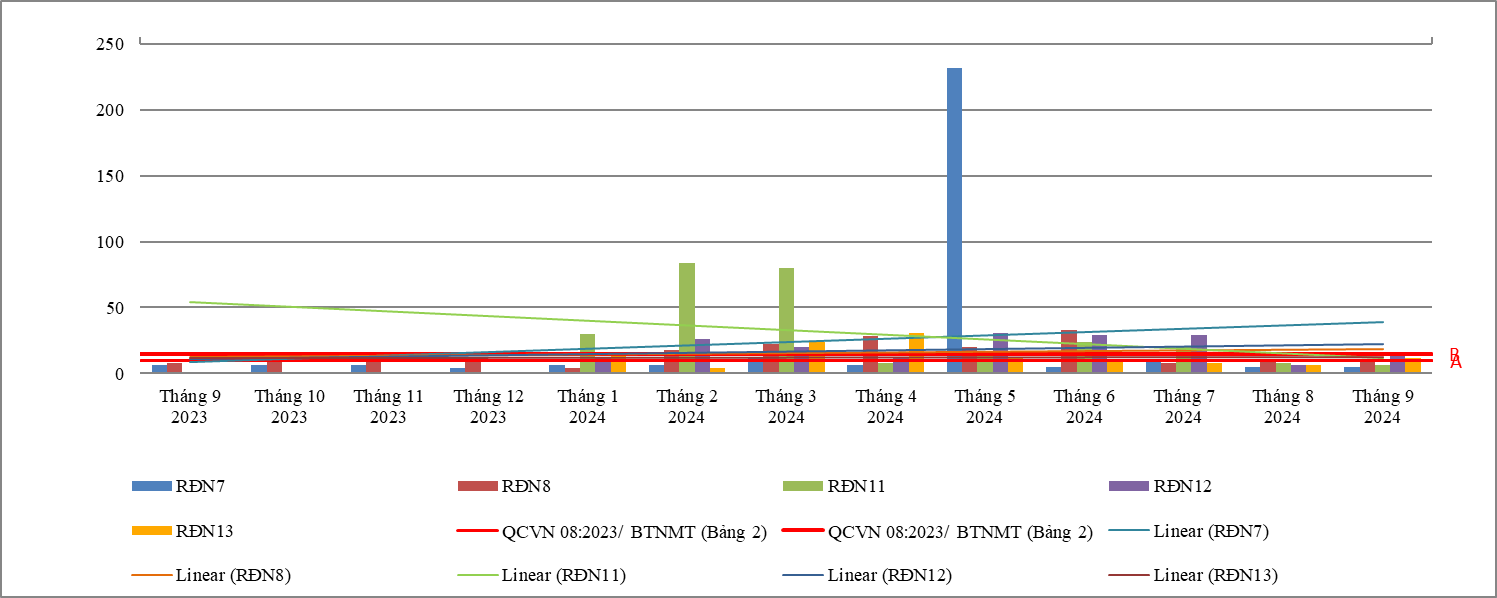 250
200
150
100
50
0
B
A
Tháng 9 2023
Tháng 10 2023
Tháng 11 2023
Tháng 12 2023
Tháng 1 2024
Tháng 2 2024
Tháng 3 2024
Tháng 4 2024
Tháng 5 2024
Tháng 6 2024
Tháng 7 2024
Tháng 8 2024
Tháng 9 2024
RĐN7
RĐN8
RĐN11
RĐN12
RĐN13
QCVN 08:2023/ BTNMT (Bảng 2)
QCVN 08:2023/ BTNMT (Bảng 2)
Linear (RĐN7)
Linear (RĐN8)
Linear (RĐN11)
Linear (RĐN12)
Linear (RĐN13)